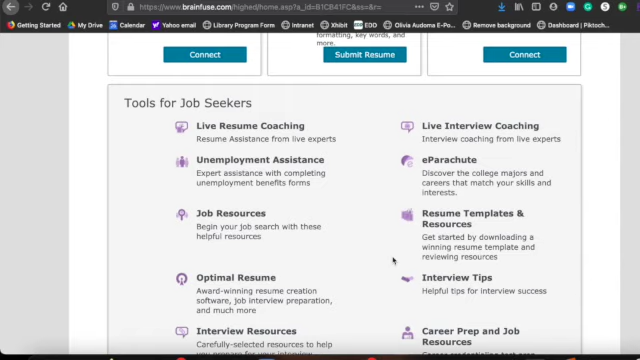 https://www.brainfuse.com/highed/home.asp?a_id=
Getting Started My Drive Calendar Yahoo email Library Program Form Intranet Xhibit EDD Olivia Audoma E-Po... Remove background Dashboard | Piktoch...
formatting, key words, and
more.
Connect
Submit Resume
Connect
Tools for Job Seekers
Live Resume Coaching
Resume Assistance from live experts
Live Interview Coaching
Interview coaching from live experts
Unemployment Assistance
Expert assistance with completing
unemployment benefits forms
eParachute
Discover the college majors and
careers that match your skills and
interests.
Job Resources
Begin your job search with these
helpful resources
Resume Templates &
Resources
Get started by downloading a
winning resume template and
reviewing resources
Optimal Resume
Award-winning resume creation
software, job interview preparation,
and much more
Interview Tips
Helpful tips for interview success
Interview Resources
Carefully-selected resources to help
you prepare for your interview
Career Prep and Job
Resources